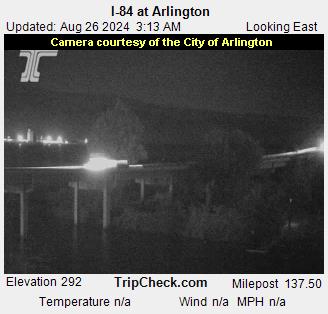 I-84 at Arlington
Updated: Aug 26 2024 3:13 AM Looking East
Camera courtesy of the City of Arlington
Elevation 292 TripCheck.com Milepost 137.50
Temperature n/a Wind n/a MPH n/a